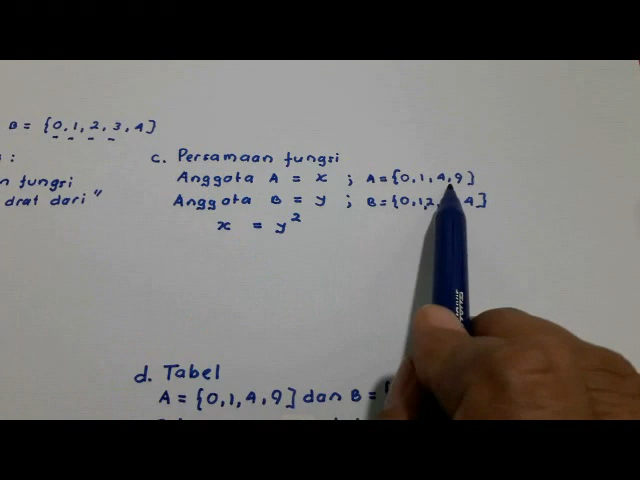 B = {0, 1, 2, 3, 4}
:
n fungsi
drat dari"
c. Persamaan fungsi
Anggota A = x ; A = {0, 1, 4, 9}
Anggota B = y ; B = {0, 1, 2, 4}
x = y²
d. Tabel
A = {0, 1, 4, 9} dan B =